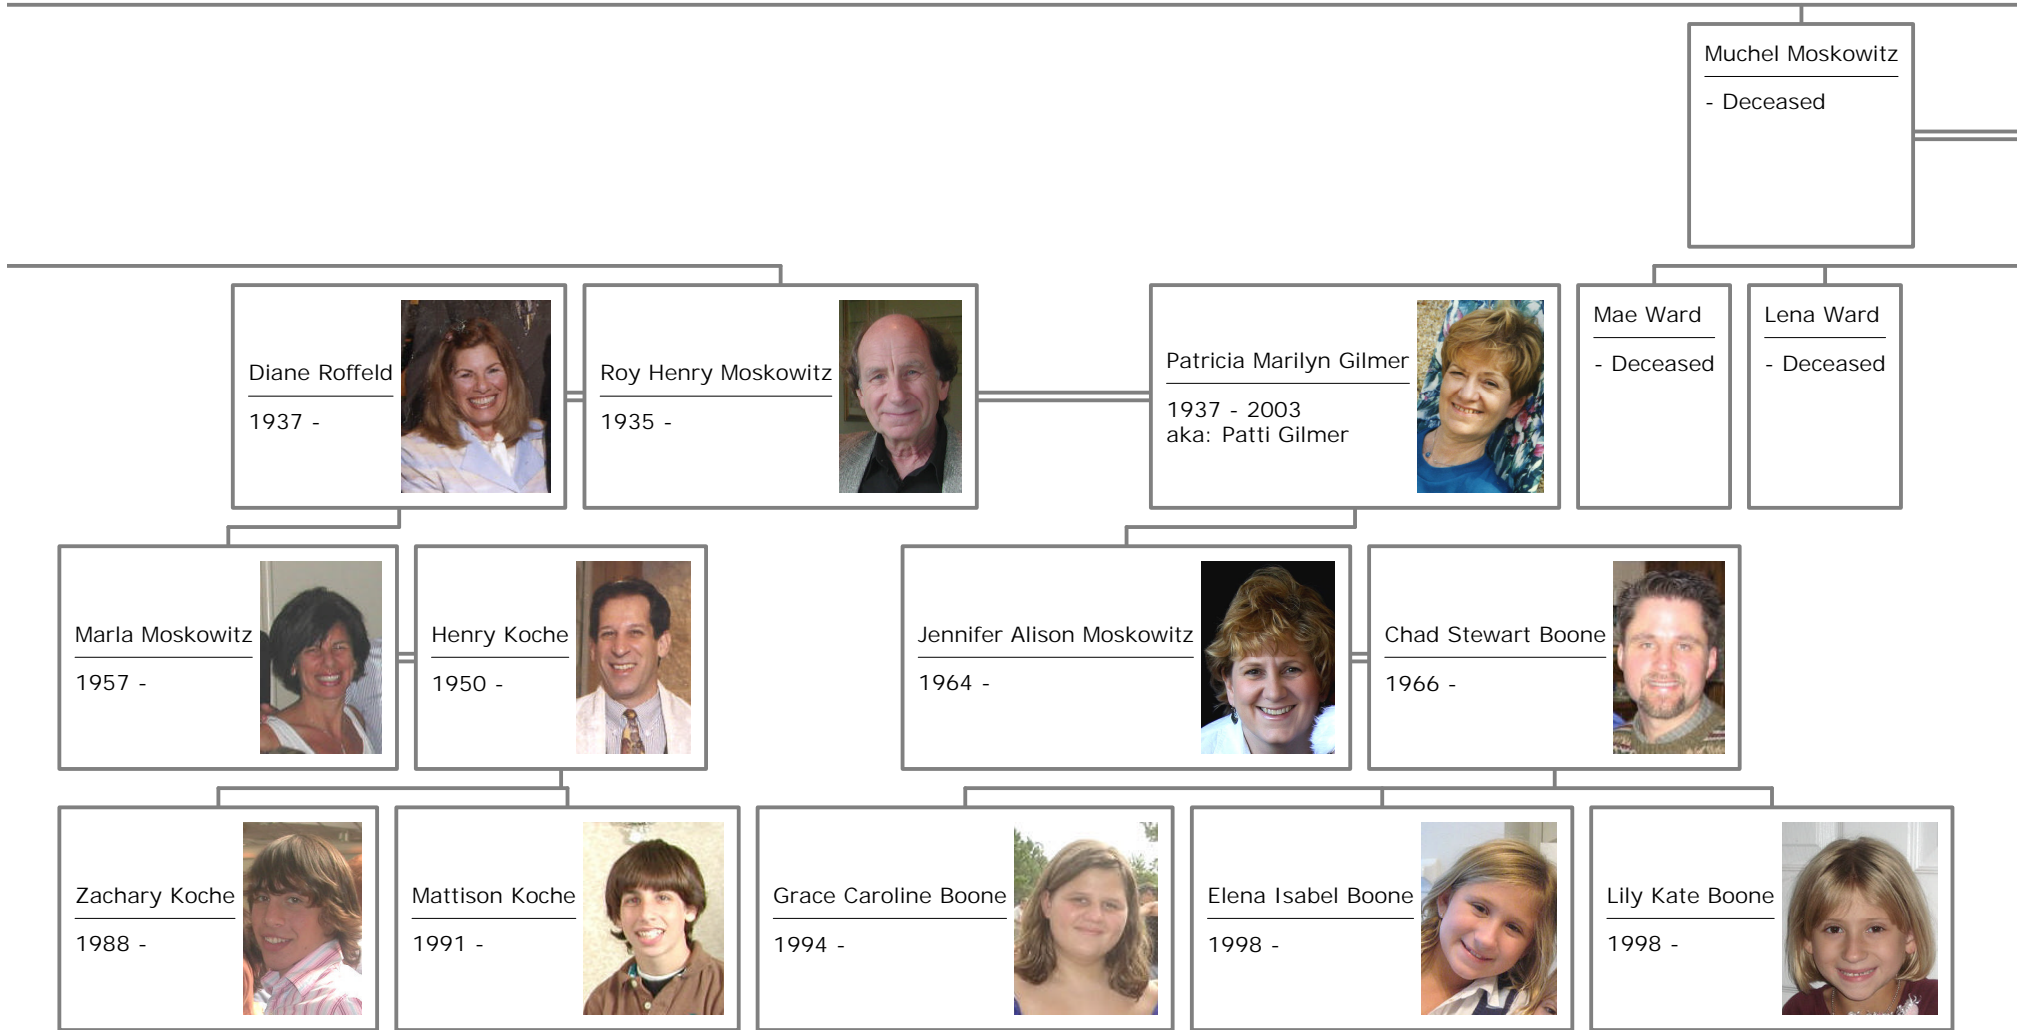 Muchel Moskowitz
- Deceased
Diane Roffeld
1937 -
Roy Henry Moskowitz
1935 -
Patricia Marilyn Gilmer
1937 - 2003
aka: Patti Gilmer
Mae Ward
- Deceased
Lena Ward
- Deceased
Marla Moskowitz
1957 -
Henry Koche
1950 -
Jennifer Alison Moskowitz
1964 -
Chad Stewart Boone
1966 -
Zachary Koche
1988 -
Mattison Koche
1991 -
Grace Caroline Boone
1994 -
Elena Isabel Boone
1998 -
Lily Kate Boone
1998 -